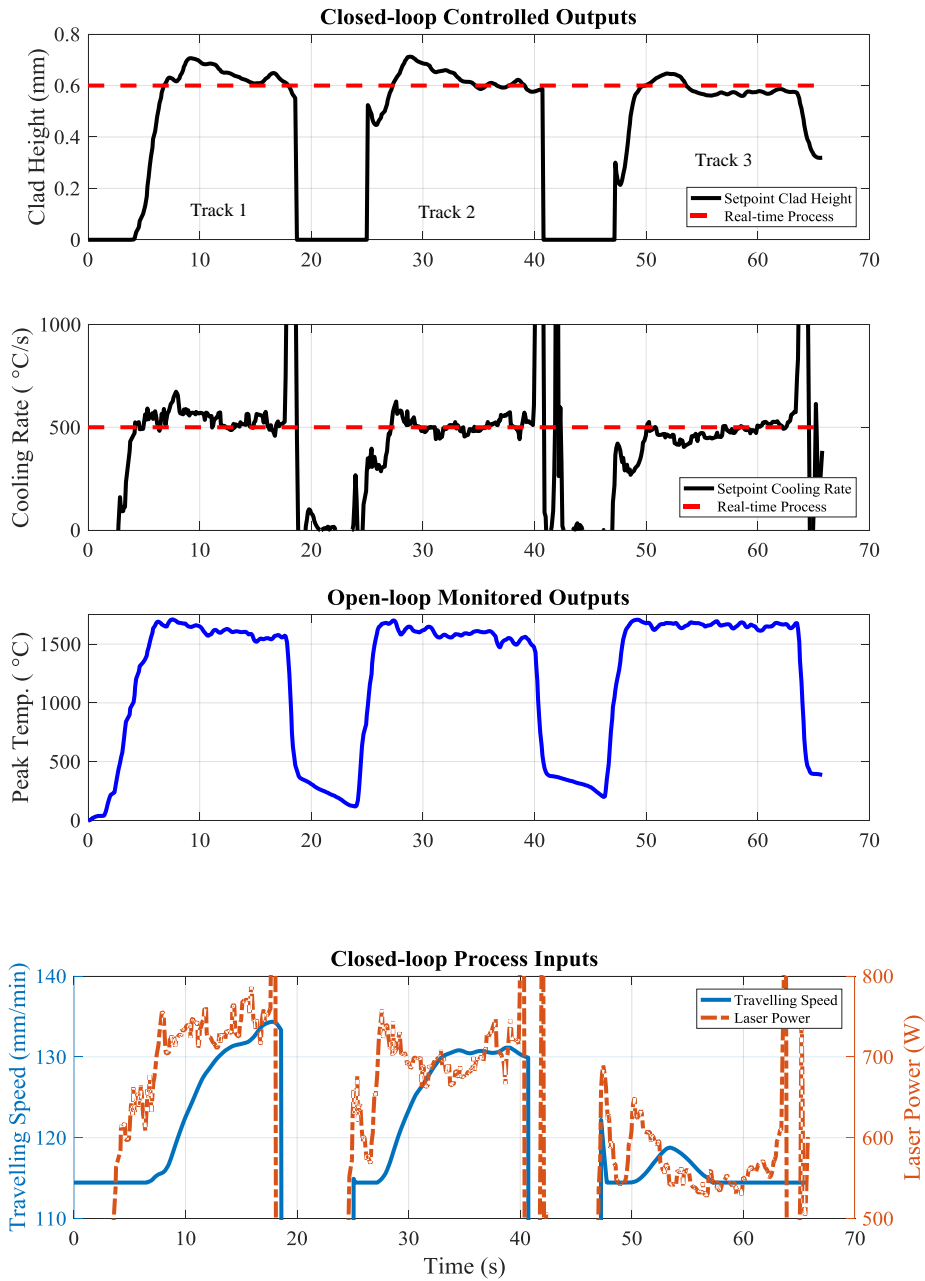 Closed-loop Controlled Outputs
Clad Height (mm)
0.8
0.6
0.4
0.2
0
Track 1
Track 2
Track 3
Setpoint Clad Height
Real-time Process
0 10 20 30 40 50 60 70
Cooling Rate ( °C/s)
1000
500
0
Setpoint Cooling Rate
Real-time Process
0 10 20 30 40 50 60 70
Open-loop Monitored Outputs
Peak Temp. ( °C)
1500
1000
500
0
0 10 20 30 40 50 60 70
Closed-loop Process Inputs
Travelling Speed (mm/min)
140
130
120
110
Travelling Speed
Laser Power
800
700
600
500
Laser Power (W)
0 10 20 30 40 50 60 70
Time (s)